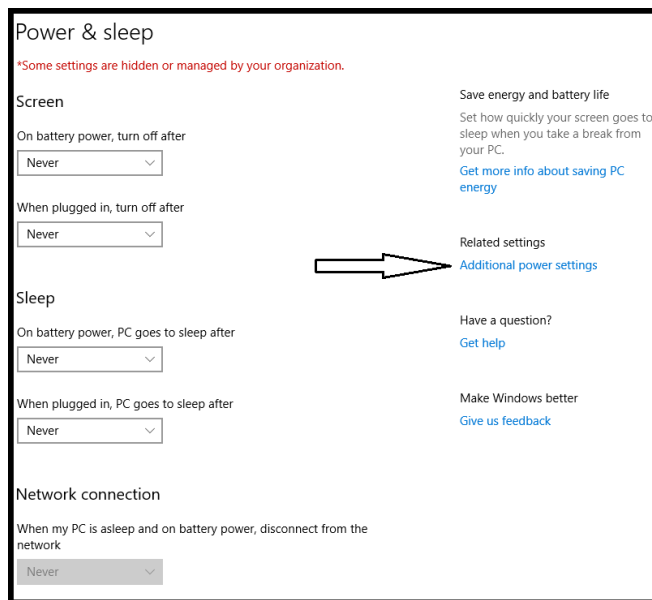 Power & sleep
*Some settings are hidden or managed by your organization.
Screen
On battery power, turn off after
Never
When plugged in, turn off after
Never
Sleep
On battery power, PC goes to sleep after
Never
When plugged in, PC goes to sleep after
Never
Network connection
When my PC is asleep and on battery power, disconnect from the
network
Never
Save energy and battery life
Set how quickly your screen goes to
sleep when you take a break from
your PC.
Get more info about saving PC
energy
Related settings
Additional power settings
Have a question?
Get help
Make Windows better
Give us feedback